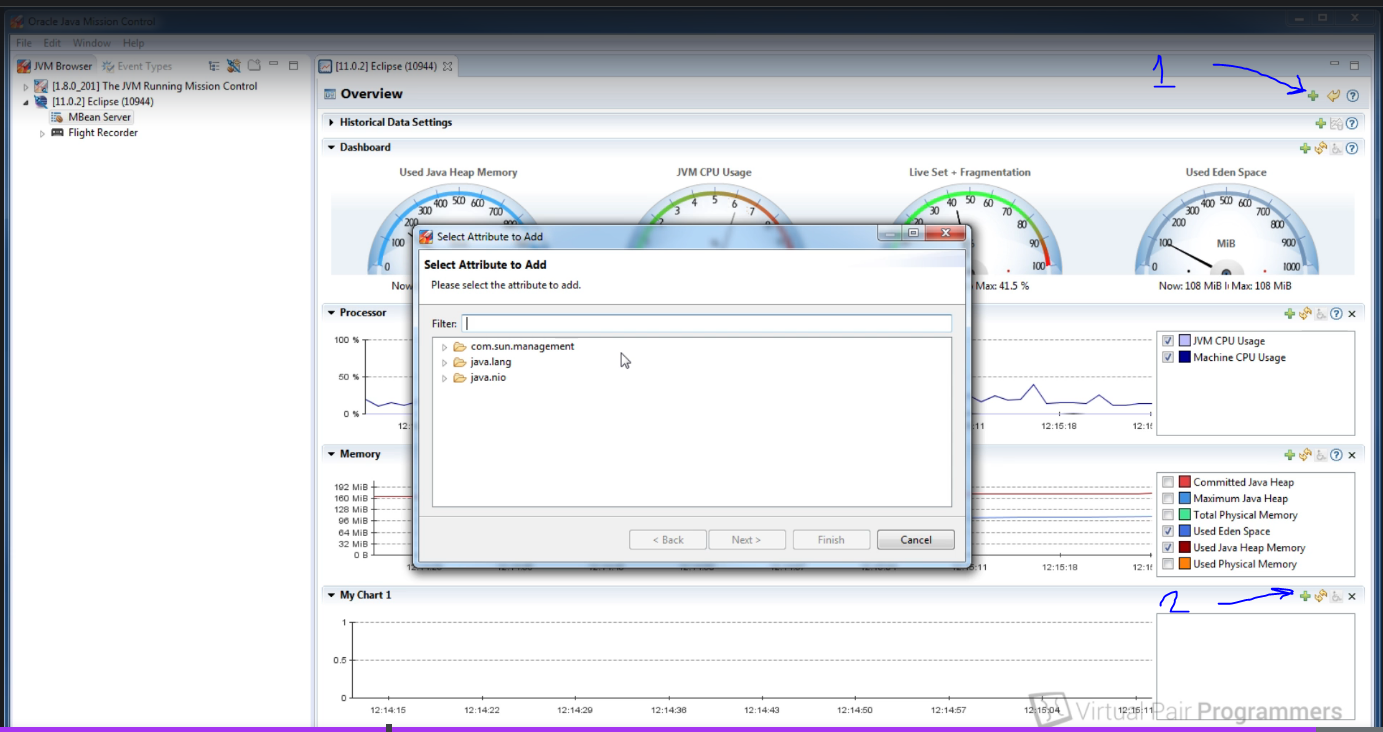 Oracle Java Mission Control
File Edit Window Help
JVM Browser Event Types
[1.8.0_201] The JVM Running Mission Control
[11.0.2] Eclipse (10944)
MBean Server
Flight Recorder
[11.0.2] Eclipse (10944)
1
Overview
Historical Data Settings
Dashboard
Used Java Heap Memory JVM CPU Usage Live Set + Fragmentation Used Eden Space
0 100 200 300 400 500 600 700
3 4 5 6 7
20 30 40 50 60 70 80 90 100
0 100 200 300 400 500 600 700 800 900 1000
MiB
Now Max: 41.5 % Now: 108 MiB Max: 108 MiB
Select Attribute to Add
Select Attribute to Add
Please select the attribute to add.
Filter:
com.sun.management
java.lang
java.nio
< Back Next > Finish Cancel
Processor
100 %
50 %
0 %
12:15:18
JVM CPU Usage
Machine CPU Usage
Memory
192 MiB
160 MiB
128 MiB
96 MiB
64 MiB
32 MiB
0 B
12:15:18
Committed Java Heap
Maximum Java Heap
Total Physical Memory
Used Eden Space
Used Java Heap Memory
Used Physical Memory
My Chart 1
2
1
0.5
0
12:14:15 12:14:22 12:14:29 12:14:36 12:14:43 12:14:50 12:14:57 12:15:04 12:15:11
Virtual Pair Programmers